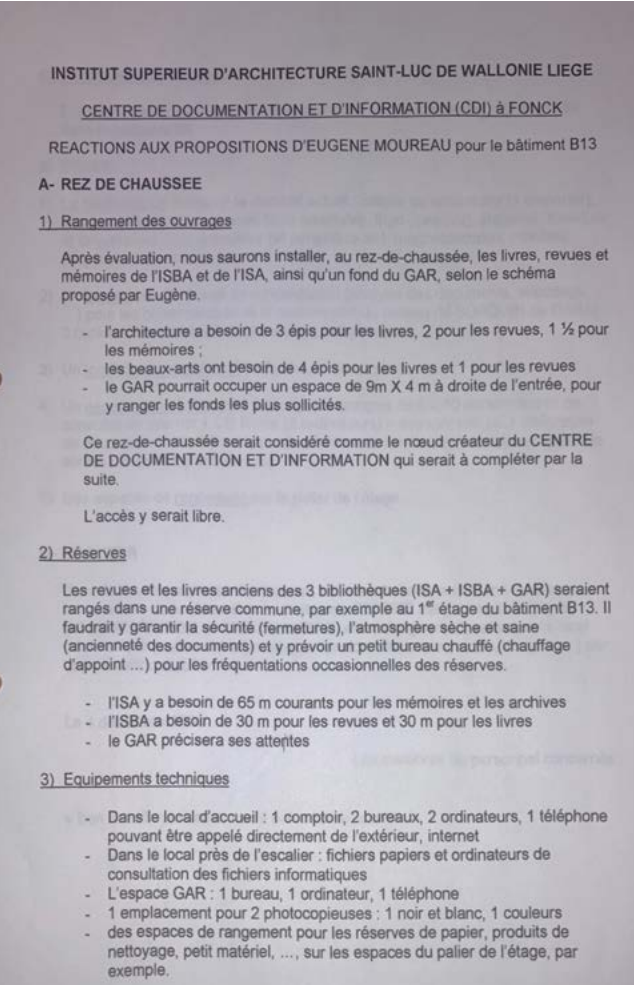 INSTITUT SUPERIEUR D'ARCHITECTURE SAINT-LUC DE WALLONIE LIEGE
CENTRE DE DOCUMENTATION ET D'INFORMATION (CDI) à FONCK
REACTIONS AUX PROPOSITIONS D'EUGENE MOUREAU pour le bâtiment B13
A- REZ DE CHAUSSEE
1) Rangement des ouvrages
Après évaluation, nous saurons installer, au rez-de-chaussée, les livres, revues et
mémoires de l'ISBA et de l'ISA, ainsi qu'un fond du GAR, selon le schéma
proposé par Eugène.
- l'architecture a besoin de 3 épis pour les livres, 2 pour les revues, 1 ½ pour
les mémoires ;
- les beaux-arts ont besoin de 4 épis pour les livres et 1 pour les revues
- le GAR pourrait occuper un espace de 9m X 4 m à droite de l'entrée, pour
y ranger les fonds les plus sollicités.
Ce rez-de-chaussée serait considéré comme le nœud créateur du CENTRE
DE DOCUMENTATION ET D'INFORMATION qui serait à compléter par la
suite.
L'accès y serait libre.
2) Réserves
Les revues et les livres anciens des 3 bibliothèques (ISA + ISBA + GAR) seraient
rangés dans une réserve commune, par exemple au 1er étage du bâtiment B13. Il
faudrait y garantir la sécurité (fermetures), l'atmosphère sèche et saine
(ancienneté des documents) et y prévoir un petit bureau chauffé (chauffage
d'appoint ...) pour les fréquentations occasionnelles des réserves.
- l'ISA y a besoin de 65 m courants pour les mémoires et les archives
- l'ISBA a besoin de 30 m pour les revues et 30 m pour les livres
- le GAR précisera ses attentes
3) Equipements techniques
- Dans le local d'accueil : 1 comptoir, 2 bureaux, 2 ordinateurs, 1 téléphone
pouvant être appelé directement de l'extérieur, internet
- Dans le local près de l'escalier : fichiers papiers et ordinateurs de
consultation des fichiers informatiques
- L'espace GAR : 1 bureau, 1 ordinateur, 1 téléphone
- 1 emplacement pour 2 photocopieuses : 1 noir et blanc, 1 couleurs
- des espaces de rangement pour les réserves de papier, produits de
nettoyage, petit matériel, ..., sur les espaces du palier de l'étage, par
exemple.